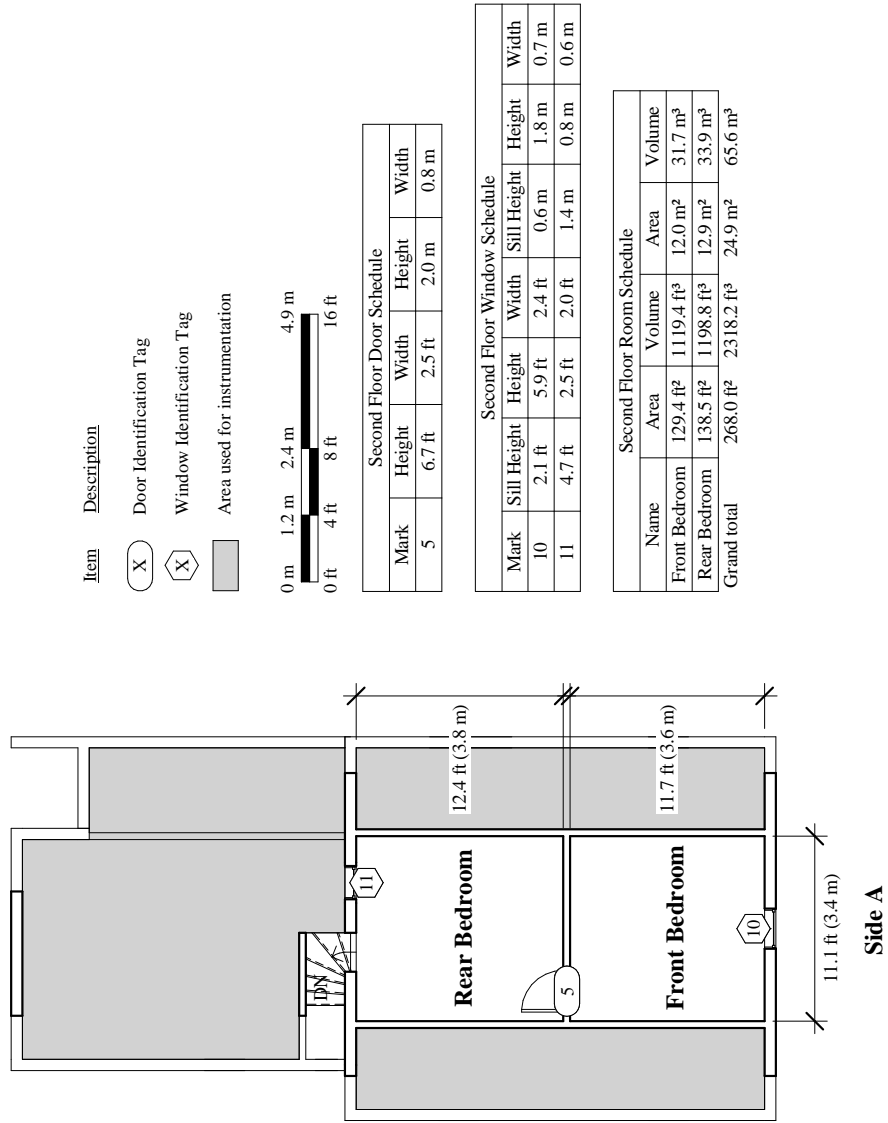 Item Description
X Door Identification Tag
X Window Identification Tag
Area used for instrumentation
0 m 1.2 m 2.4 m 4.9 m
0 ft 4 ft 8 ft 16 ft
Second Floor Door Schedule
Mark Height Width Height Width
5 6.7 ft 2.5 ft 2.0 m 0.8 m
Second Floor Window Schedule
Mark Sill Height Height Width Sill Height Height Width
10 2.1 ft 5.9 ft 2.4 ft 0.6 m 1.8 m 0.7 m
11 4.7 ft 2.5 ft 2.0 ft 1.4 m 0.8 m 0.6 m
Second Floor Room Schedule
Name Area Volume Area Volume
Front Bedroom 129.4 ft² 1119.4 ft³ 12.0 m² 31.7 m³
Rear Bedroom 138.5 ft² 1198.8 ft³ 12.9 m² 33.9 m³
Grand total 268.0 ft² 2318.2 ft³ 24.9 m² 65.6 m³
DN
11
Rear Bedroom
12.4 ft (3.8 m)
5
Front Bedroom
11.7 ft (3.6 m)
10
11.1 ft (3.4 m)
Side A